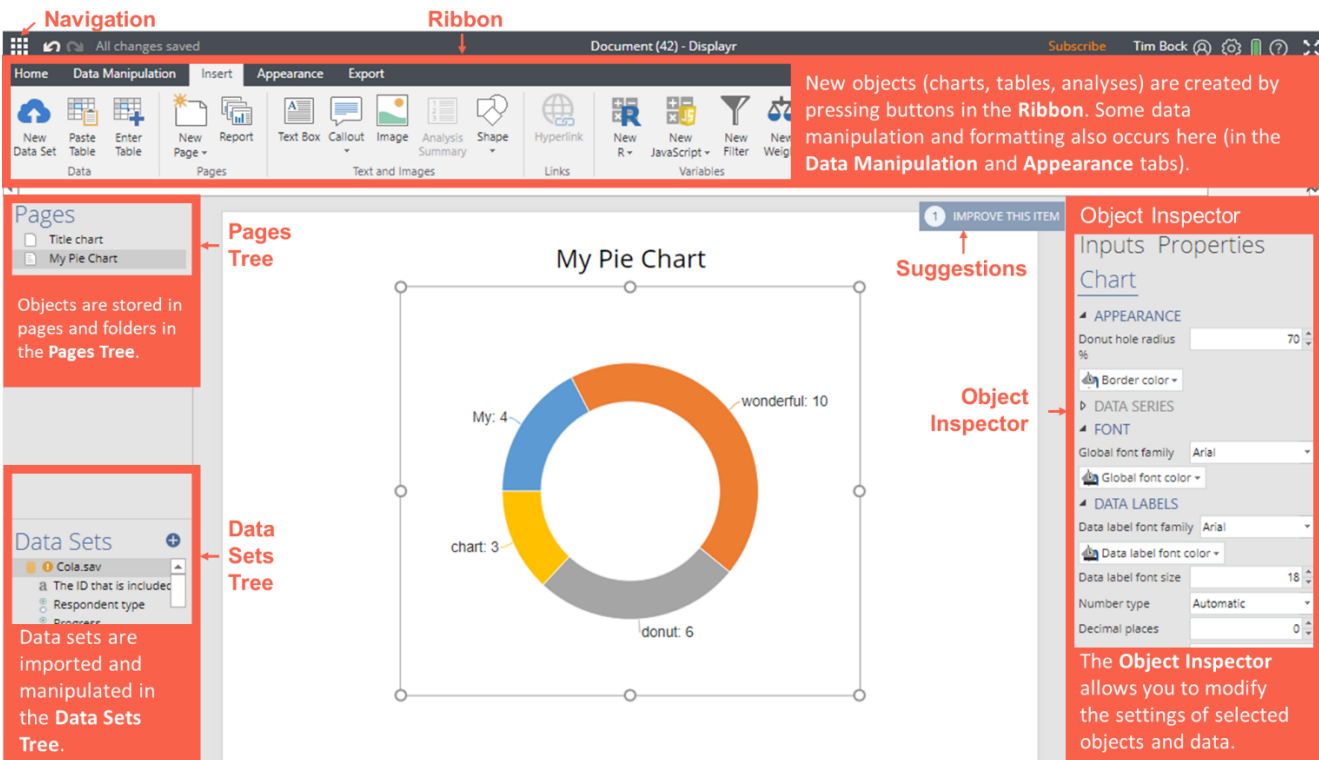 Navigation
Ribbon
All changes saved
Document (42) - Displayr
Subscribe
Tim Bock
Home Data Manipulation Insert Appearance Export
New Data Set
Paste Table
Enter Table
New Page
Report
Text Box
Callout
Image
Analysis Summary
Shape
Hyperlink
New R
New JavaScript
New Filter
New Weigh
Data
Pages
Text and Images
Links
Variables
New objects (charts, tables, analyses) are created by
pressing buttons in the Ribbon. Some data
manipulation and formatting also occurs here (in the
Data Manipulation and Appearance tabs).
Pages
Title chart
My Pie Chart
Objects are stored in
pages and folders in
the Pages Tree.
Pages
Tree
1 IMPROVE THIS ITEM
Suggestions
My Pie Chart
wonderful: 10
My: 4
chart: 3
donut: 6
Object
Inspector
Data
Sets
Tree
Data Sets
Cola.sav
a The ID that is included
Respondent type
Progress
Data sets are
imported and
manipulated in
the Data Sets
Tree.
Object Inspector
Inputs Properties
Chart
APPEARANCE
Donut hole radius 70
%
Border color
DATA SERIES
FONT
Global font family Arial
Global font color
DATA LABELS
Data label font family Arial
Data label font color
Data label font size 18
Number type Automatic
Decimal places 0
The Object Inspector
allows you to modify
the settings of selected
objects and data.